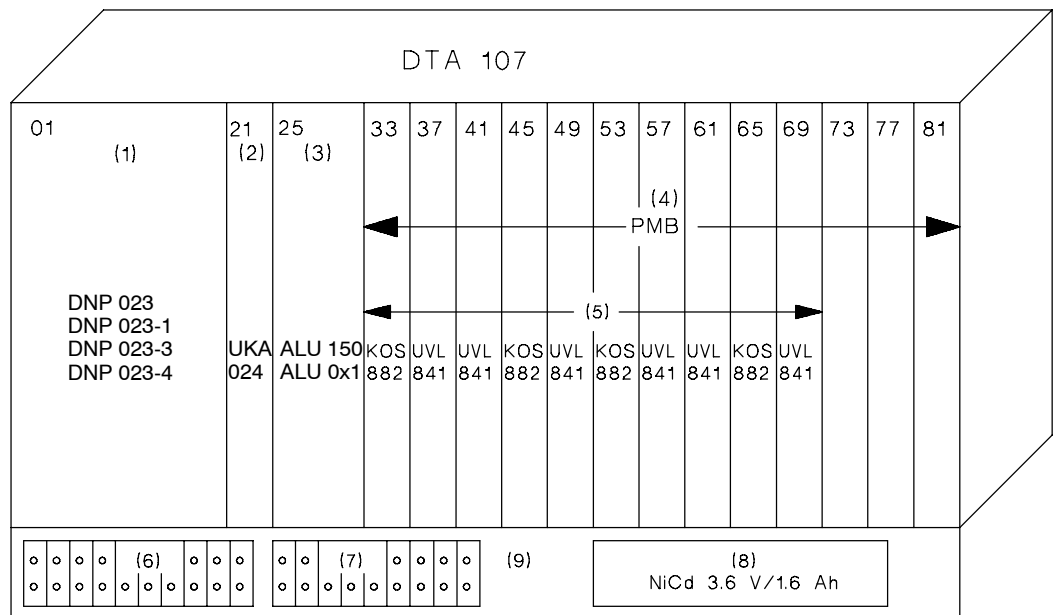 DTA 107
01 21 25 33 37 41 45 49 53 57 61 65 69 73 77 81
(1) (2) (3)
(4)
PMB
(5)
DNP 023
DNP 023-1
DNP 023-3 UKA ALU 150 KOS UVL UVL KOS UVL KOS UVL UVL KOS UVL
DNP 023-4 024 ALU 0x1 882 841 841 882 841 882 841 841 882 841
(6) (7) (9) (8)
NiCd 3.6 V/1.6 Ah